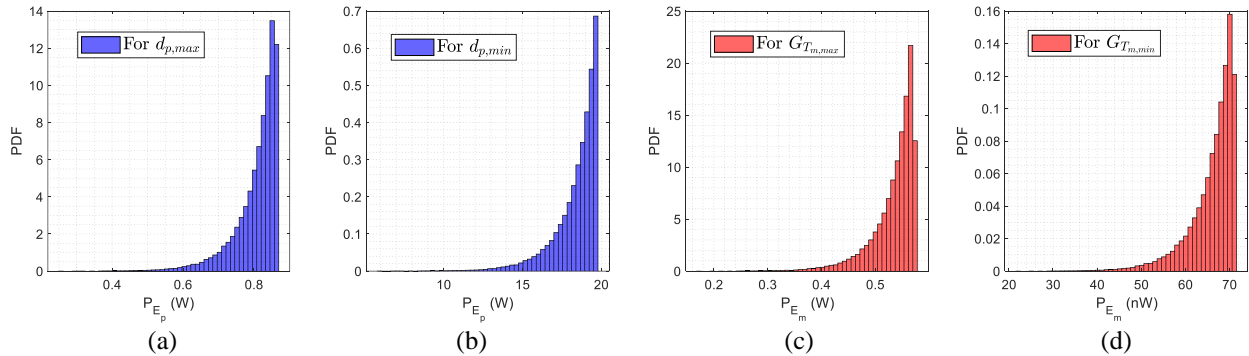 14
12
10
8
6
4
2
0
PDF
For d_{p,max}
0.4
0.6
0.8
P_{E_p} (W)
(a)
0.7
0.6
0.5
0.4
0.3
0.2
0.1
0
PDF
For d_{p,min}
10
15
20
P_{E_p} (W)
(b)
25
20
15
10
5
0
PDF
For G_{T_{m,max}}
0.2
0.3
0.4
0.5
P_{E_m} (W)
(c)
0.16
0.14
0.12
0.1
0.08
0.06
0.04
0.02
0
PDF
For G_{T_{m,min}}
20
30
40
50
60
70
P_{E_m} (nW)
(d)